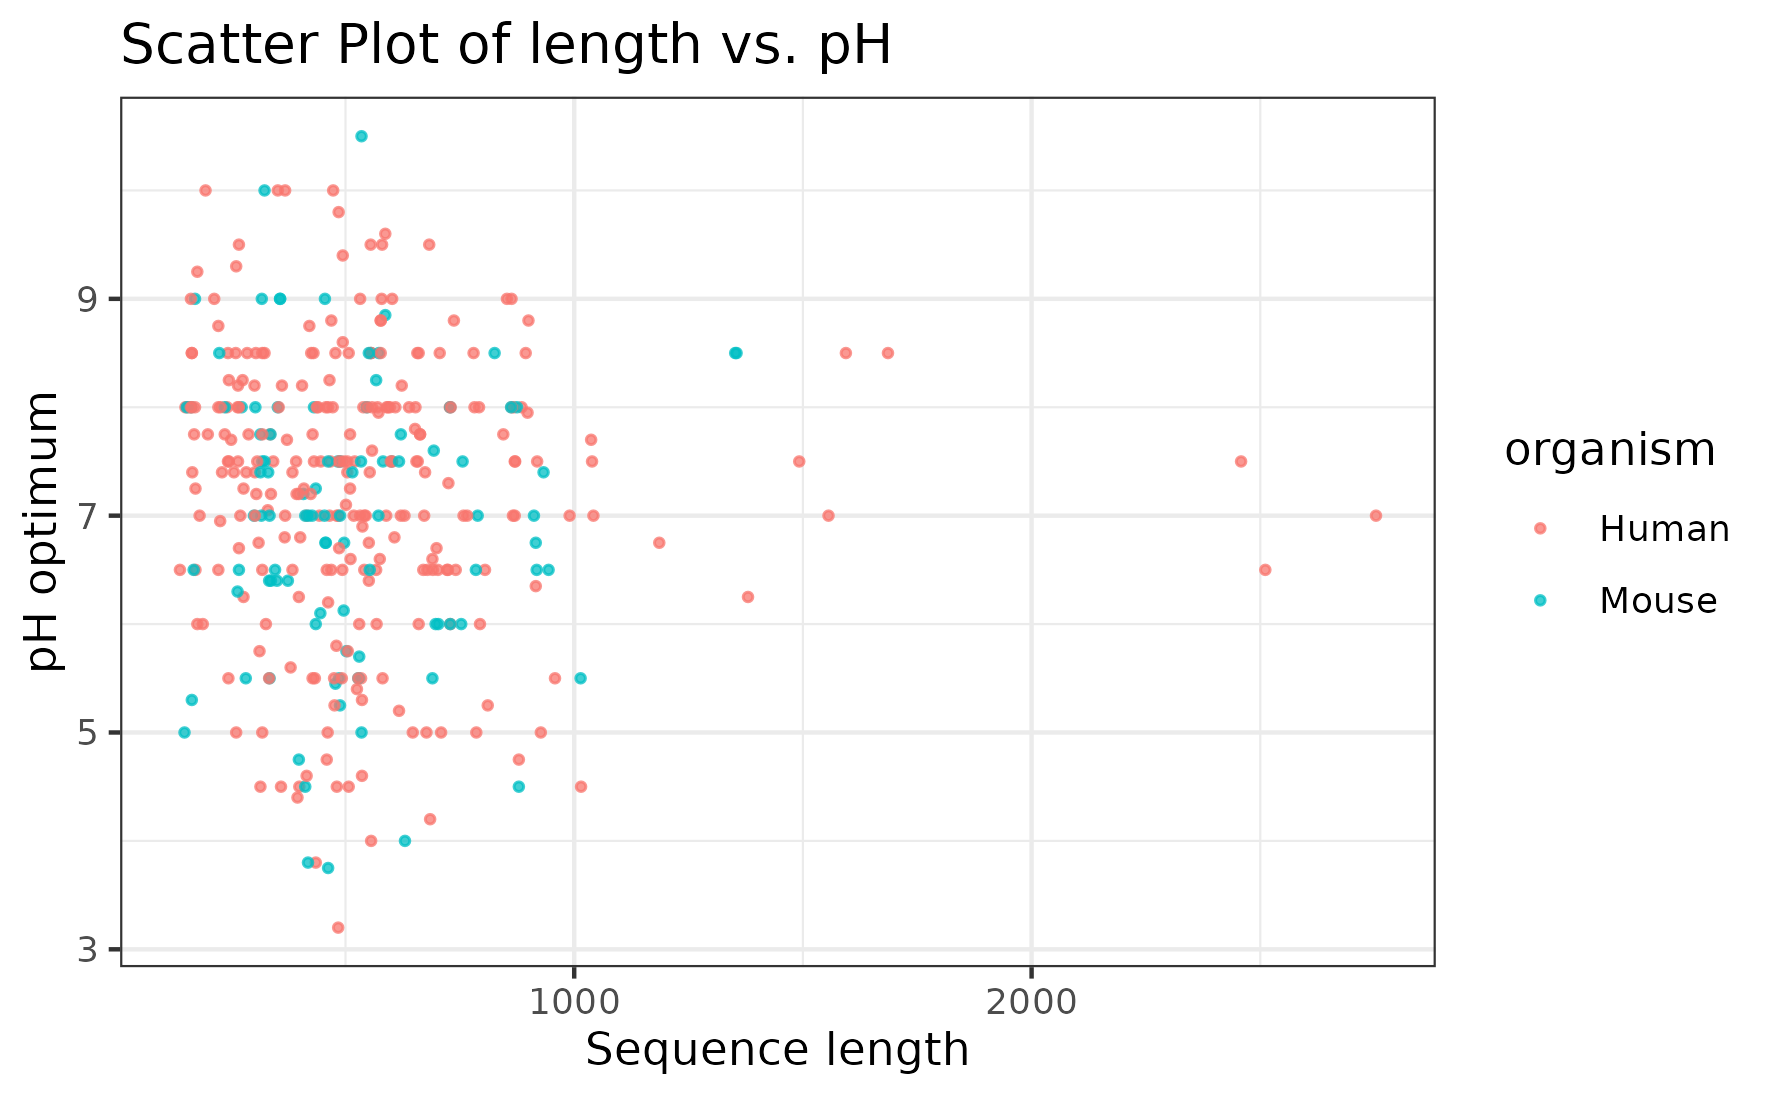 Scatter Plot of length vs. pH
pH optimum
9
7
5
3
1000
2000
Sequence length
organism
Human
Mouse